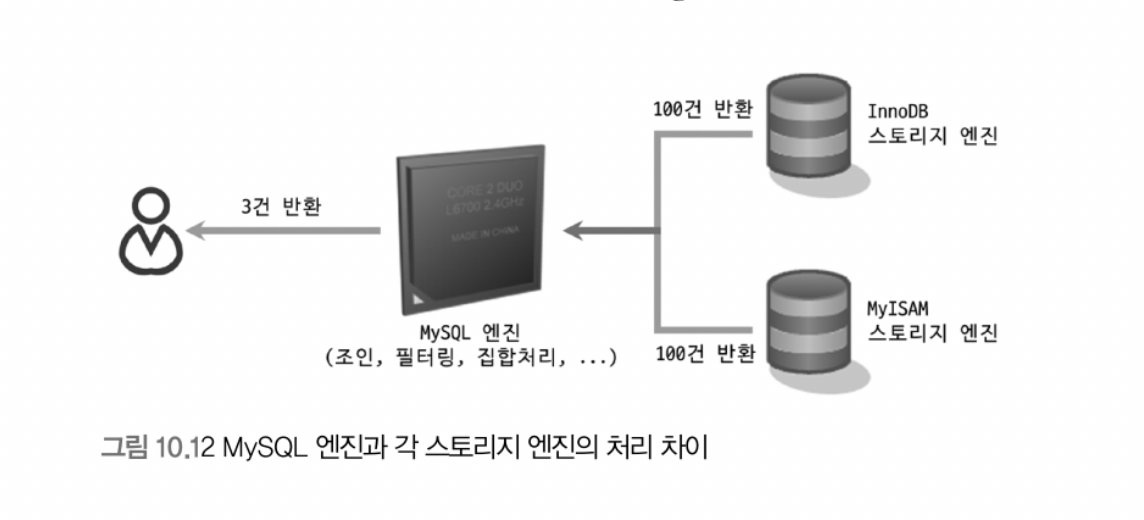 100건 반환
InnoDB
스토리지 엔진
CORE 2 DUO
L6700 2.4GHz
MADE IN CHINA
3건 반환
MySQL 엔진
(조인, 필터링, 집합처리, ...)
MyISAM
스토리지 엔진
100건 반환
그림 10.12 MySQL 엔진과 각 스토리지 엔진의 처리 차이